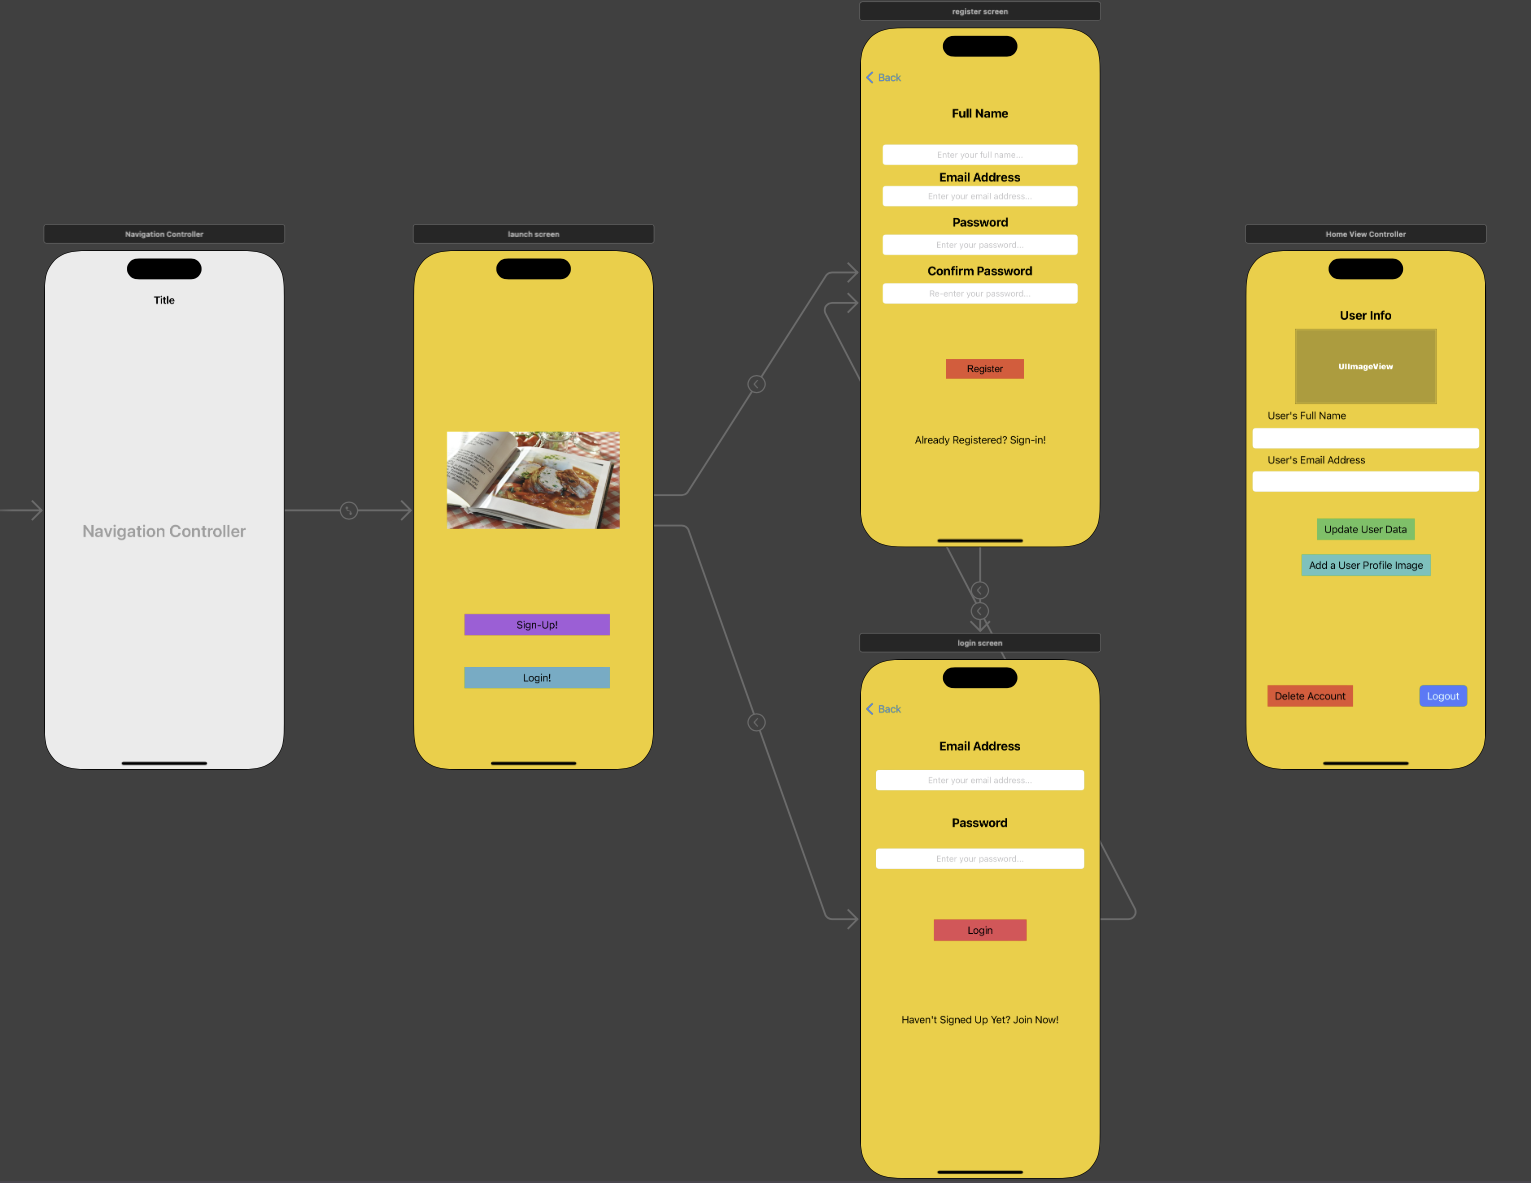 Navigation Controller
Title
Navigation Controller
launch screen
Sign-Up!
Login!
register screen
Back
Full Name
Enter your full name...
Email Address
Enter your email address...
Password
Enter your password...
Confirm Password
Re-enter your password...
Register
Already Registered? Sign-in!
login screen
Back
Email Address
Enter your email address...
Password
Enter your password...
Login
Haven't Signed Up Yet? Join Now!
Home View Controller
User Info
UIImageView
User's Full Name
User's Email Address
Update User Data
Add a User Profile Image
Delete Account
Logout